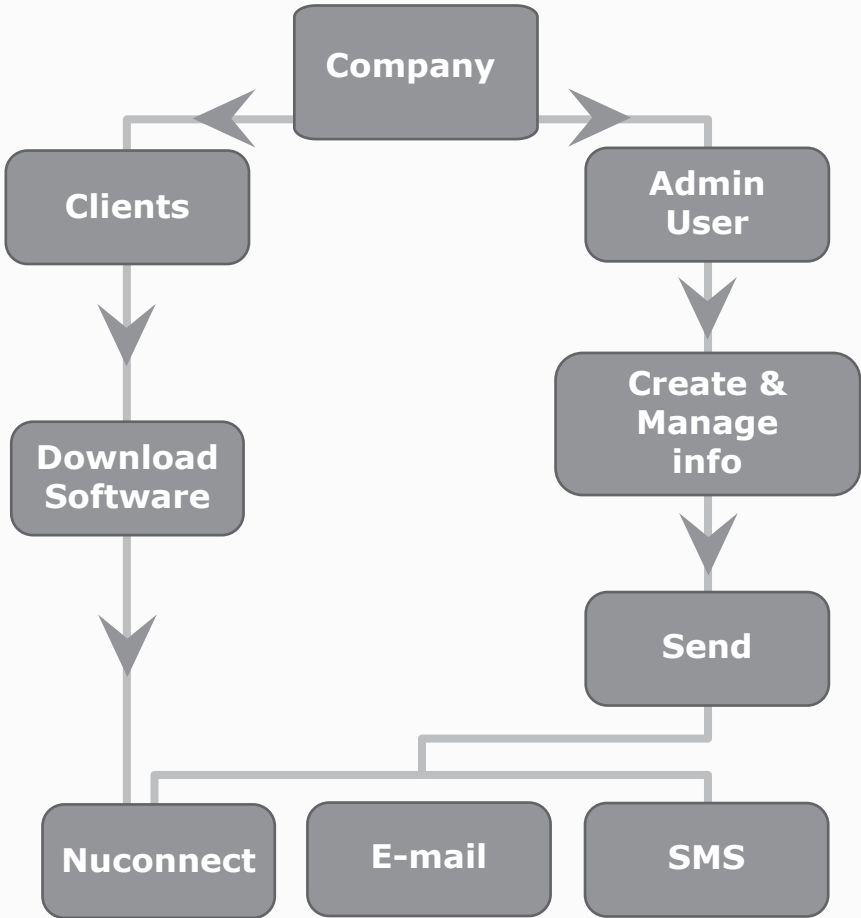 Company
Clients
Admin
User
Create &
Manage
info
Download
Software
Send
Nuconnect
E-mail
SMS